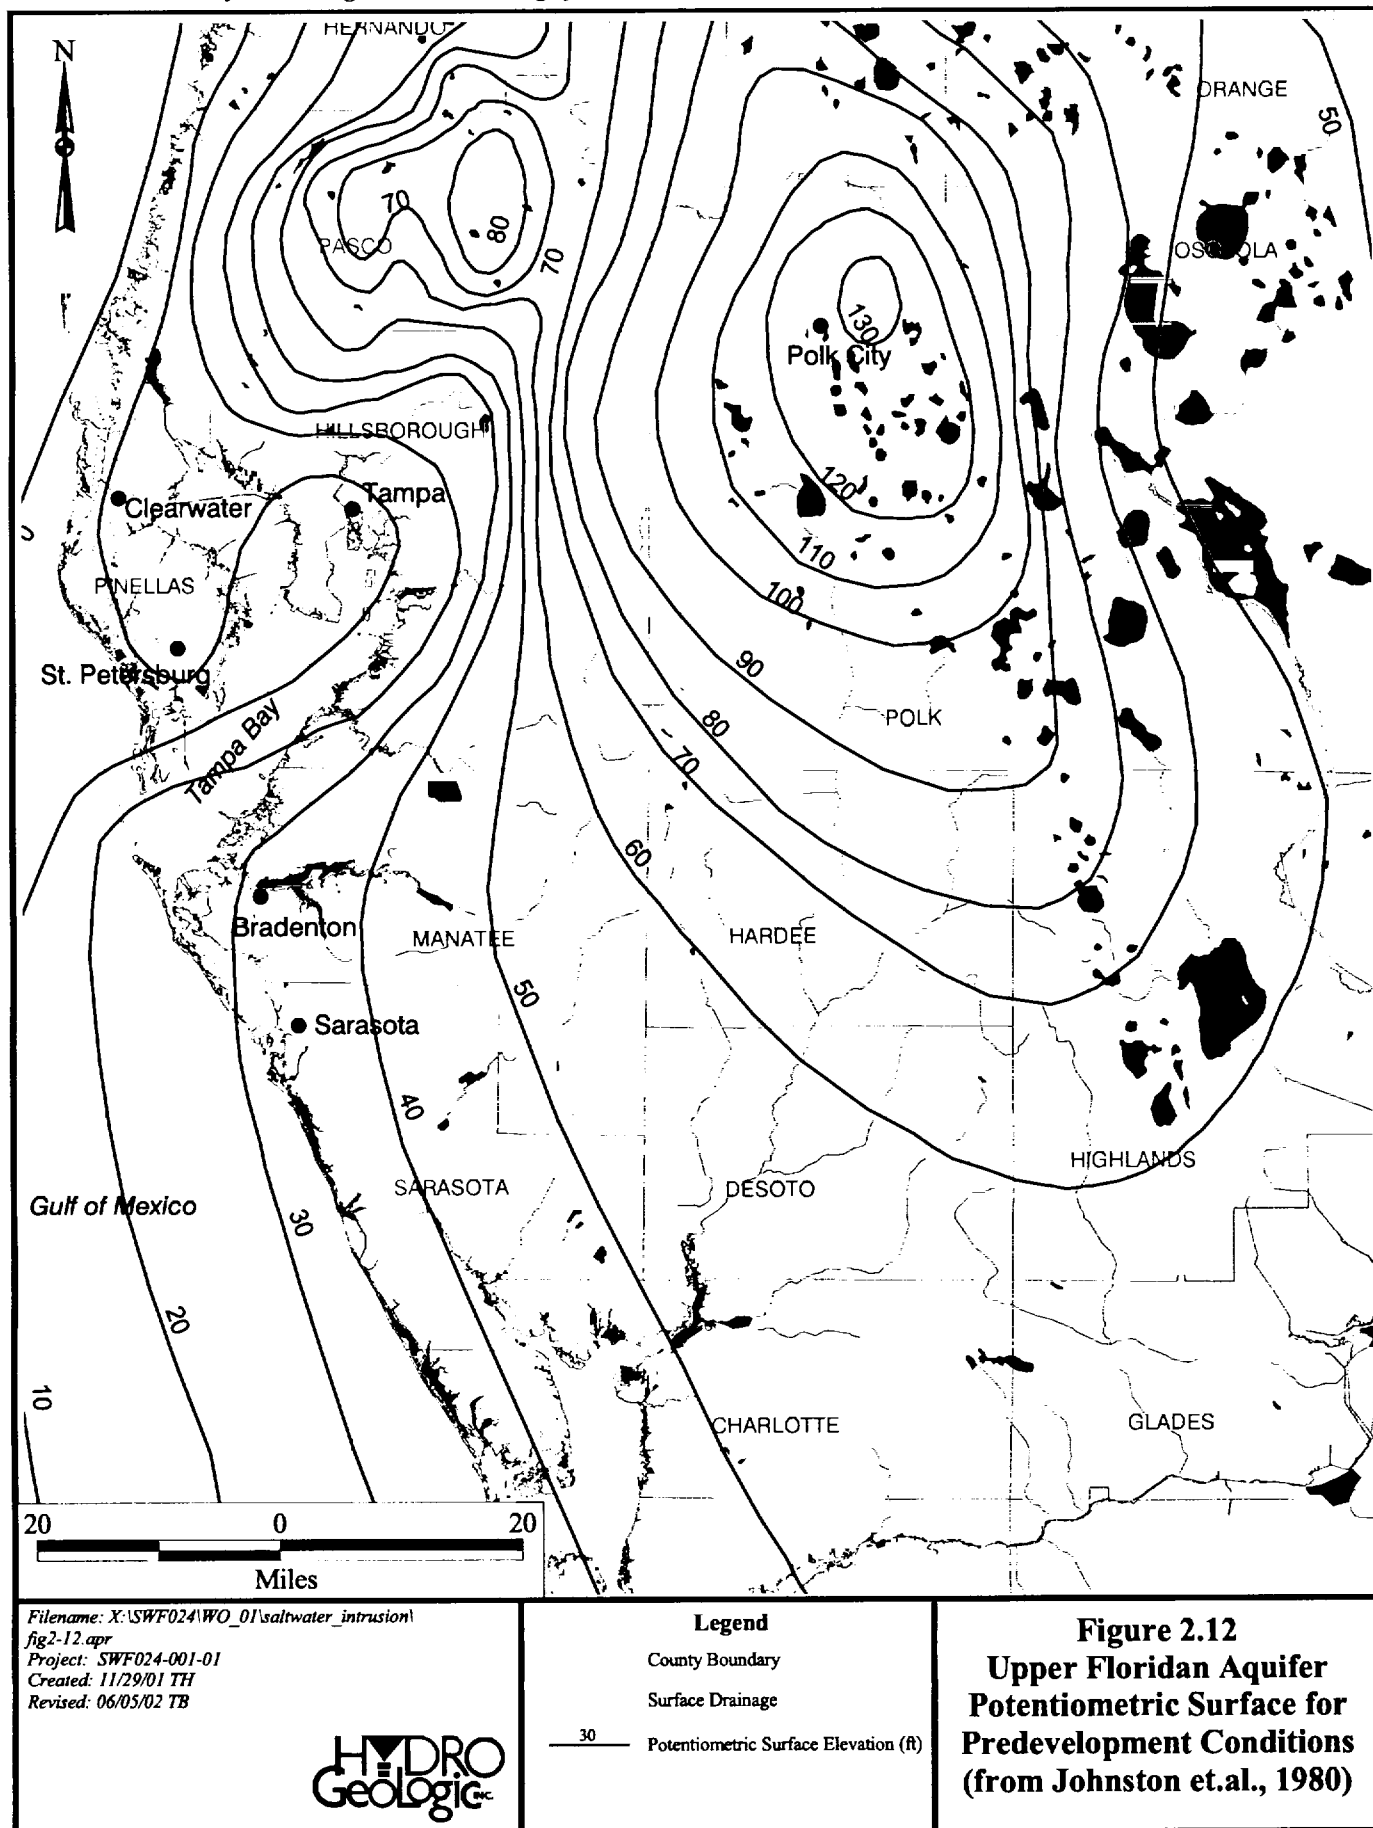 HERNANDO
N
ORANGE
50
70
80
PASCO
70
OSCEOLA
130
Polk City
HILLSBOROUGH
Tampa
120
Clearwater
110
PINELLAS
100
St. Petersburg
90
POLK
80
Tampa Bay
70
60
Bradenton
MANATEE
HARDEE
50
Sarasota
40
HIGHLANDS
SARASOTA
DESOTO
Gulf of Mexico
30
20
10
CHARLOTTE
GLADES
20 0 20
Miles
Filename: X:\SWF024\WO_01\saltwater_intrusion\
fig2-12.apr
Project: SWF024-001-01
Created: 11/29/01 TH
Revised: 06/05/02 TB
HYDRO
GeoLogic INC.
Legend
County Boundary
Surface Drainage
30 Potentiometric Surface Elevation (ft)
Figure 2.12
Upper Floridan Aquifer
Potentiometric Surface for
Predevelopment Conditions
(from Johnston et.al., 1980)